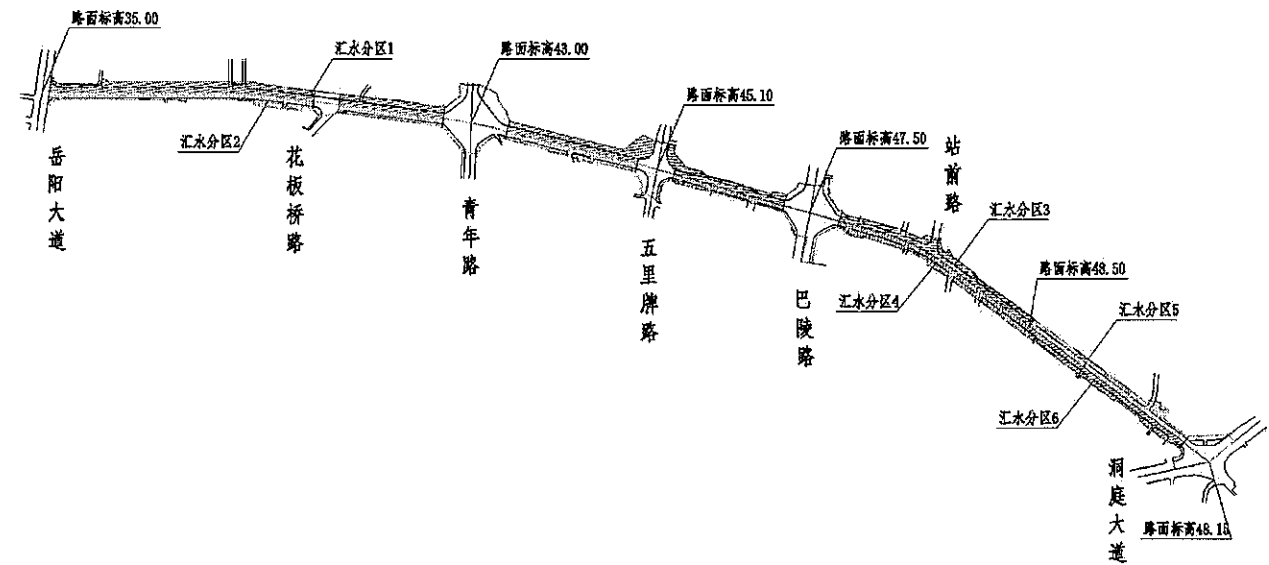 路面标高35.00
汇水分区1
路面标高43.00
路面标高45.10
汇水分区2
路面标高47.50
站前路
岳阳大道
花板桥路
青年路
汇水分区3
五里牌路
路面标高48.50
巴陵路
汇水分区4
汇水分区5
汇水分区6
洞庭大道
路面标高48.15